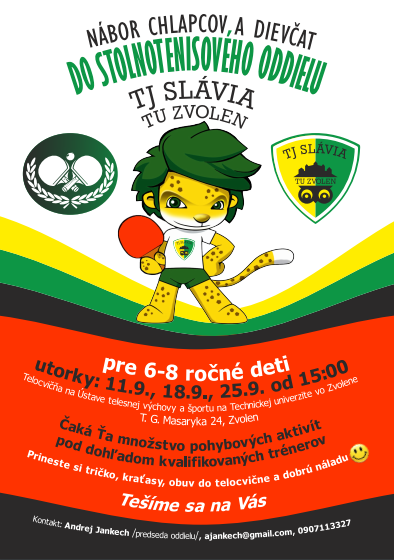 NÁBOR CHLAPCOV A DIEVČAT
DO STOLNOTENISOVÉHO ODDIELU
TJ SLÁVIA
TU ZVOLEN
TJ SLÁVIA
TU ZVOLEN
pre 6-8 ročné deti
utorky: 11.9., 18.9., 25.9. od 15:00
Telocvičňa na Ústave telesnej výchovy a športu na Technickej univerzite vo Zvolene
T. G. Masaryka 24, Zvolen
Čaká Ťa množstvo pohybových aktivít
pod dohľadom kvalifikovaných trénerov
Prineste si tričko, kraťasy, obuv do telocvične a dobrú náladu
Tešíme sa na Vás
Kontakt: Andrej Jankech /predseda oddielu/, ajankech@gmail.com, 0907113327